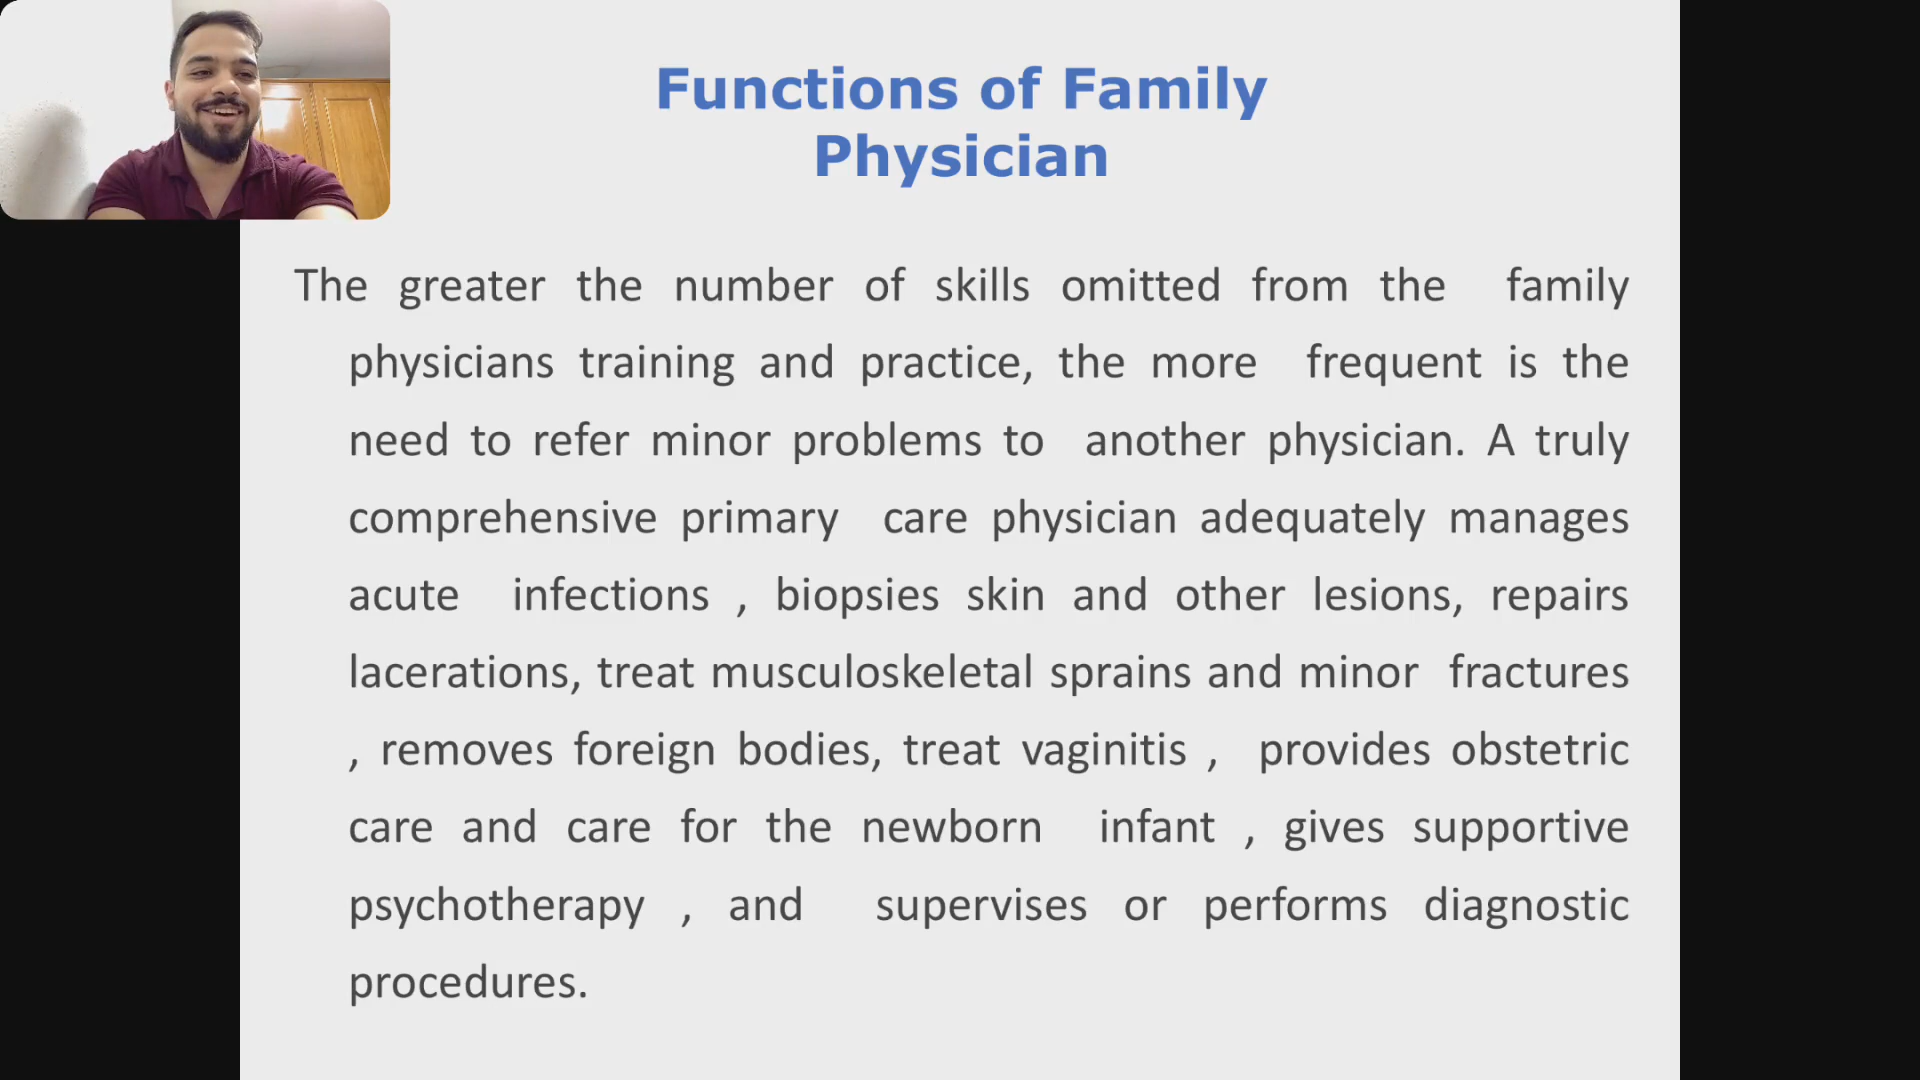 Functions of Family
Physician
The greater the number of skills omitted from the family
physicians training and practice, the more frequent is the
need to refer minor problems to another physician. A truly
comprehensive primary care physician adequately manages
acute infections , biopsies skin and other lesions, repairs
lacerations, treat musculoskeletal sprains and minor fractures
, removes foreign bodies, treat vaginitis , provides obstetric
care and care for the newborn infant , gives supportive
psychotherapy , and supervises or performs diagnostic
procedures.